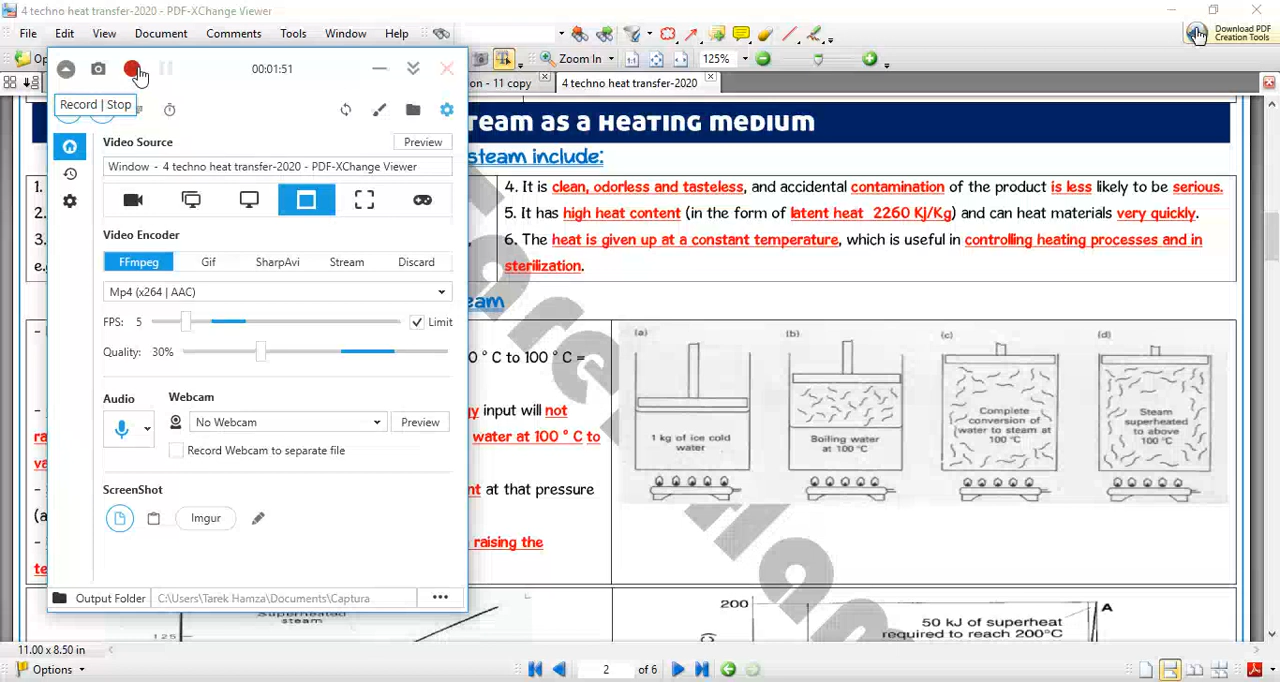 4 techno heat transfer-2020 - PDF-XChange Viewer
File Edit View Document Comments Tools Window Help
Download PDF
Creation Tools
Zoom In 125%
00:01:51
on - 11 copy
4 techno heat transfer-2020
Record | Stop
Video Source
Preview
Window - 4 techno heat transfer-2020 - PDF-XChange Viewer
Video Encoder
FFmpeg Gif SharpAvi Stream Discard
Mp4 (x264 | AAC)
FPS: 5
Limit
Quality: 30%
Audio
Webcam
No Webcam
Preview
Record Webcam to separate file
ScreenShot
Imgur
Output Folder
C:\Users\Tarek Hamza\Documents\Captura
...
team as a Heating medium
steam include:
1.
2.
3.
e.g
4. It is clean, odorless and tasteless, and accidental contamination of the product is less likely to be serious.
5. It has high heat content (in the form of latent heat 2260 Kj/Kg) and can heat materials very quickly.
6. The heat is given up at a constant temperature, which is useful in controlling heating processes and in
sterilization.
eam
0 ° C to 100 ° C =
gy input will not
ra
water at 100 ° C to
va
nt at that pressure
(a
raising the
te
(a) (b) (c) (d)
1 kg of ice cold
water
Boiling water
at 100 °C
Complete
conversion of
water to steam at
100 °C
Steam
superheated
to above
100 °C
Superheated
steam
125
200
A
50 kJ of superheat
required to reach 200°C
11.00 x 8.50 in
Options
2 of 6